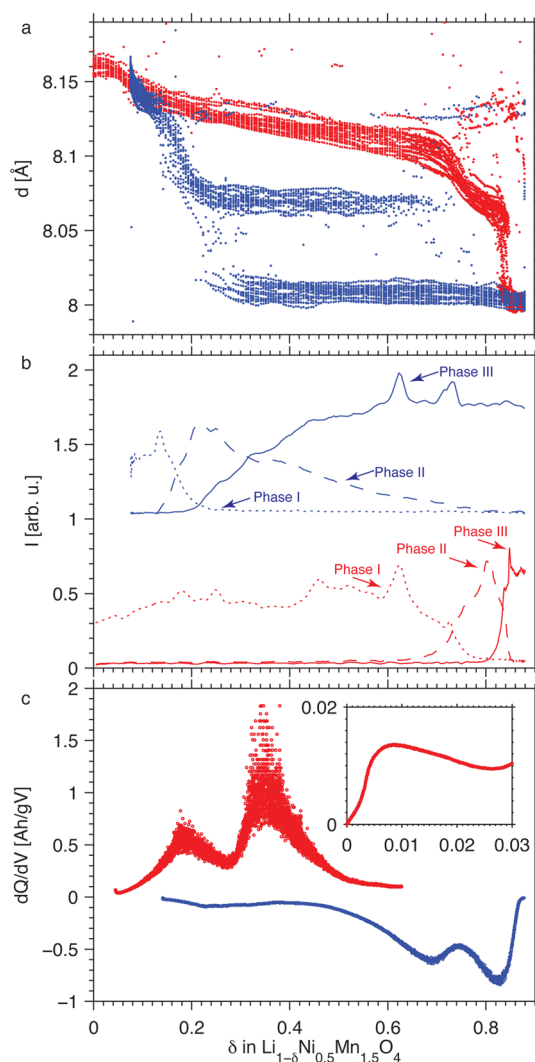 a
8.15
8.1
8.05
8
d [Å]
b
2
1.5
1
0.5
0
I [arb. u.]
Phase III
Phase II
Phase I
Phase III
Phase II
Phase I
c
2
1.5
1
0.5
0
−0.5
−1
dQ/dV [Ah/gV]
0.02
0
0 0.01 0.02 0.03
0 0.2 0.4 0.6 0.8
δ in Li1−δNi0.5Mn1.5O4